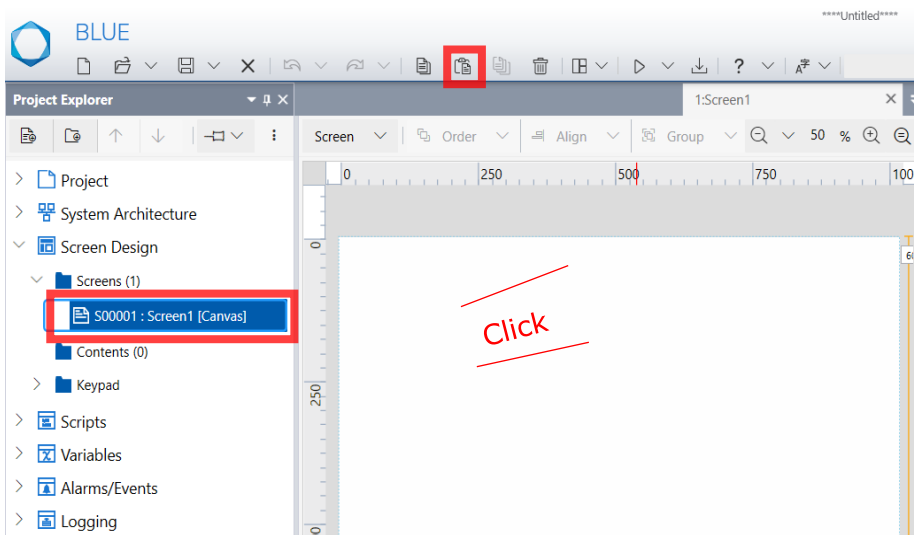 ****Untitled****
BLUE
?
Project Explorer
1:Screen1
Screen
Order
Align
Group
50 %
Project
System Architecture
Screen Design
Screens (1)
S00001 : Screen1 [Canvas]
Contents (0)
Keypad
Scripts
Variables
Alarms/Events
Logging
0
250
500
750
0
250
Click